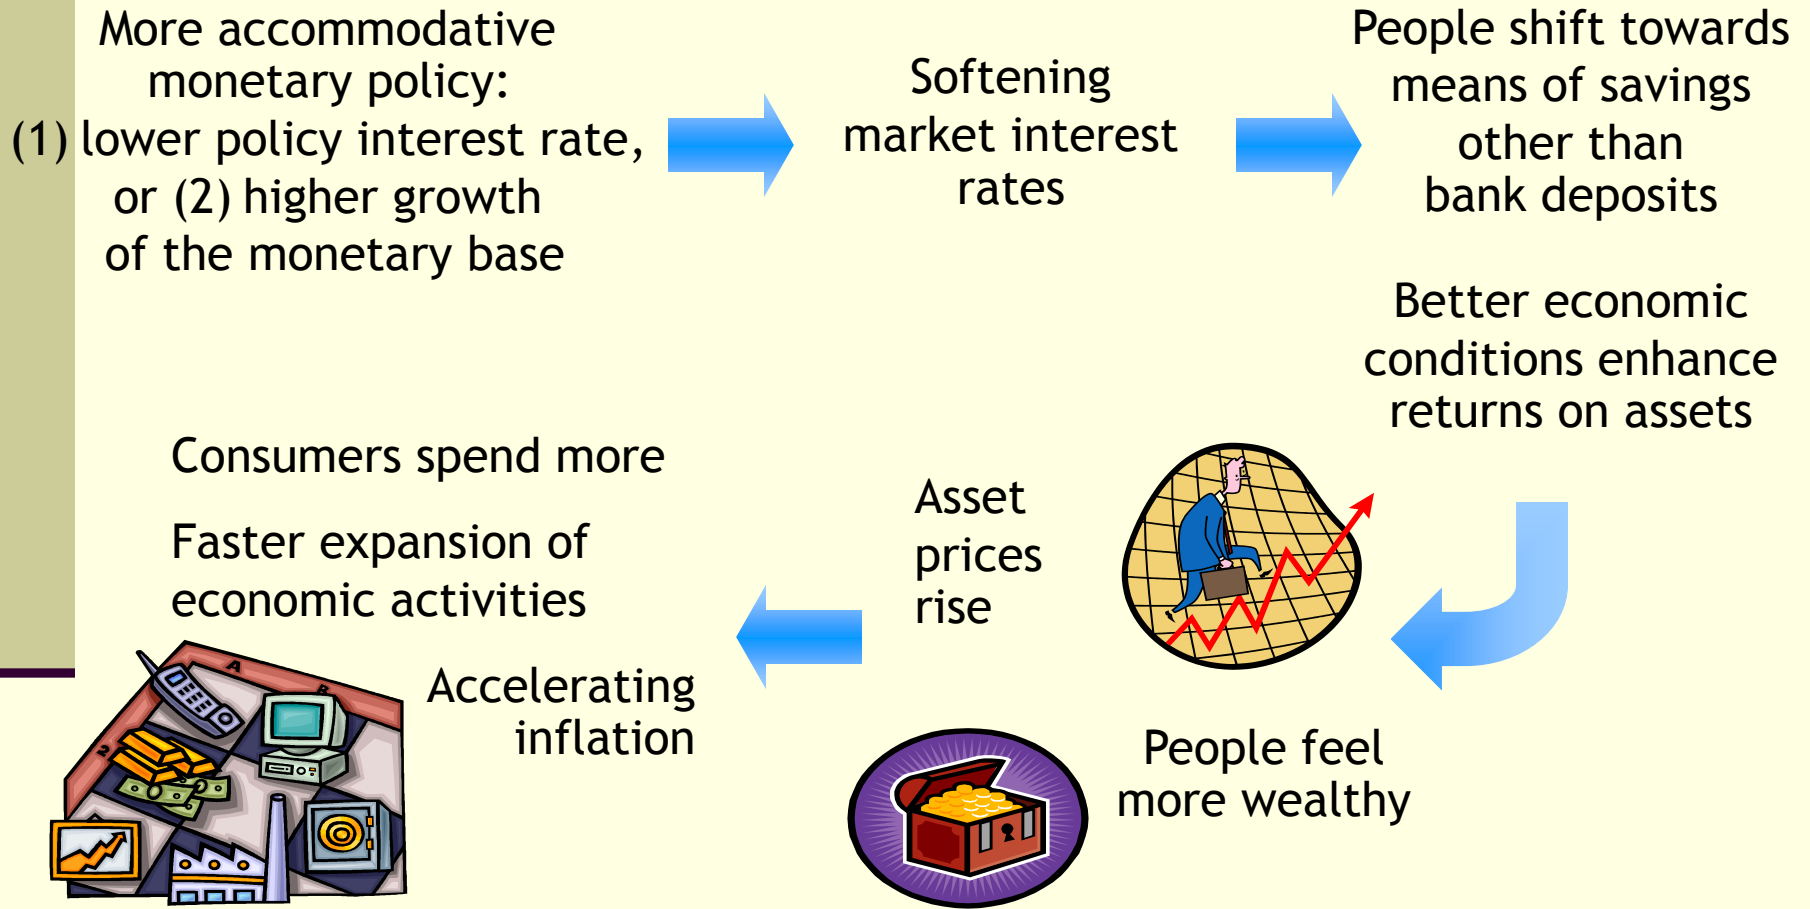 More accommodative
monetary policy:
(1) lower policy interest rate,
or (2) higher growth
of the monetary base
Softening
market interest
rates
People shift towards
means of savings
other than
bank deposits
Better economic
conditions enhance
returns on assets
Asset
prices
rise
People feel
more wealthy
Consumers spend more
Faster expansion of
economic activities
Accelerating
inflation
A
B
2